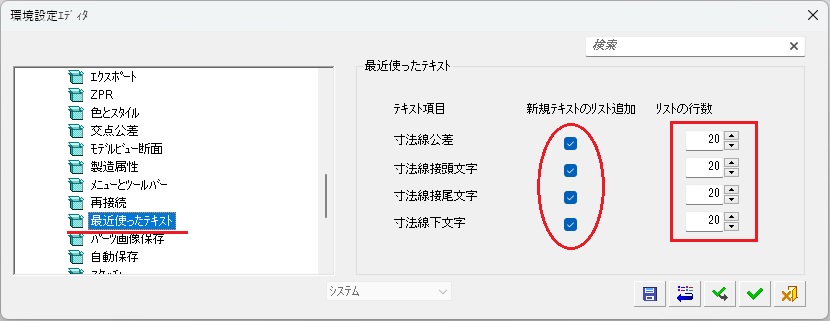 環境設定エディタ
検索
エクスポート
ZPR
色とスタイル
交点公差
モデルビュー断面
製造属性
メニューとツールバー
再接続
最近使ったテキスト
パーツ画像保存
自動保存
最近使ったテキスト
テキスト項目 新規テキストのリスト追加 リストの行数
寸法線公差 20
寸法線接頭文字 20
寸法線接尾文字 20
寸法線下文字 20
システム